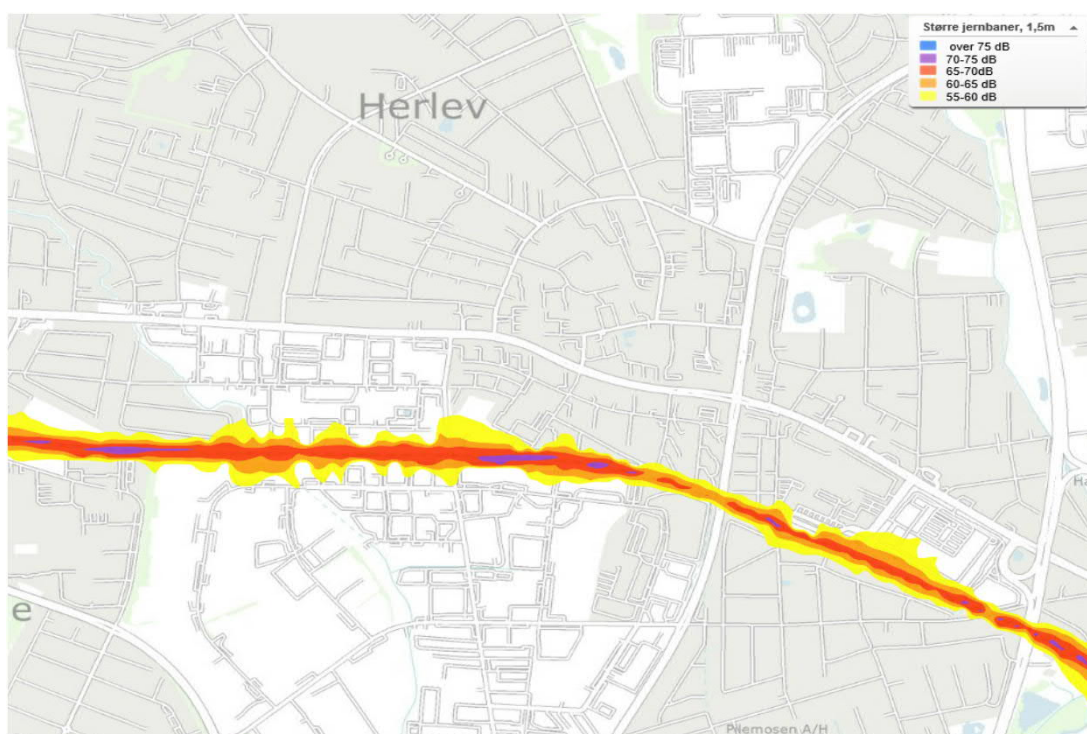 Større jernbaner, 1,5m
over 75 dB
70-75 dB
65-70dB
60-65 dB
55-60 dB
Herlev
e
Pilemosen A/H